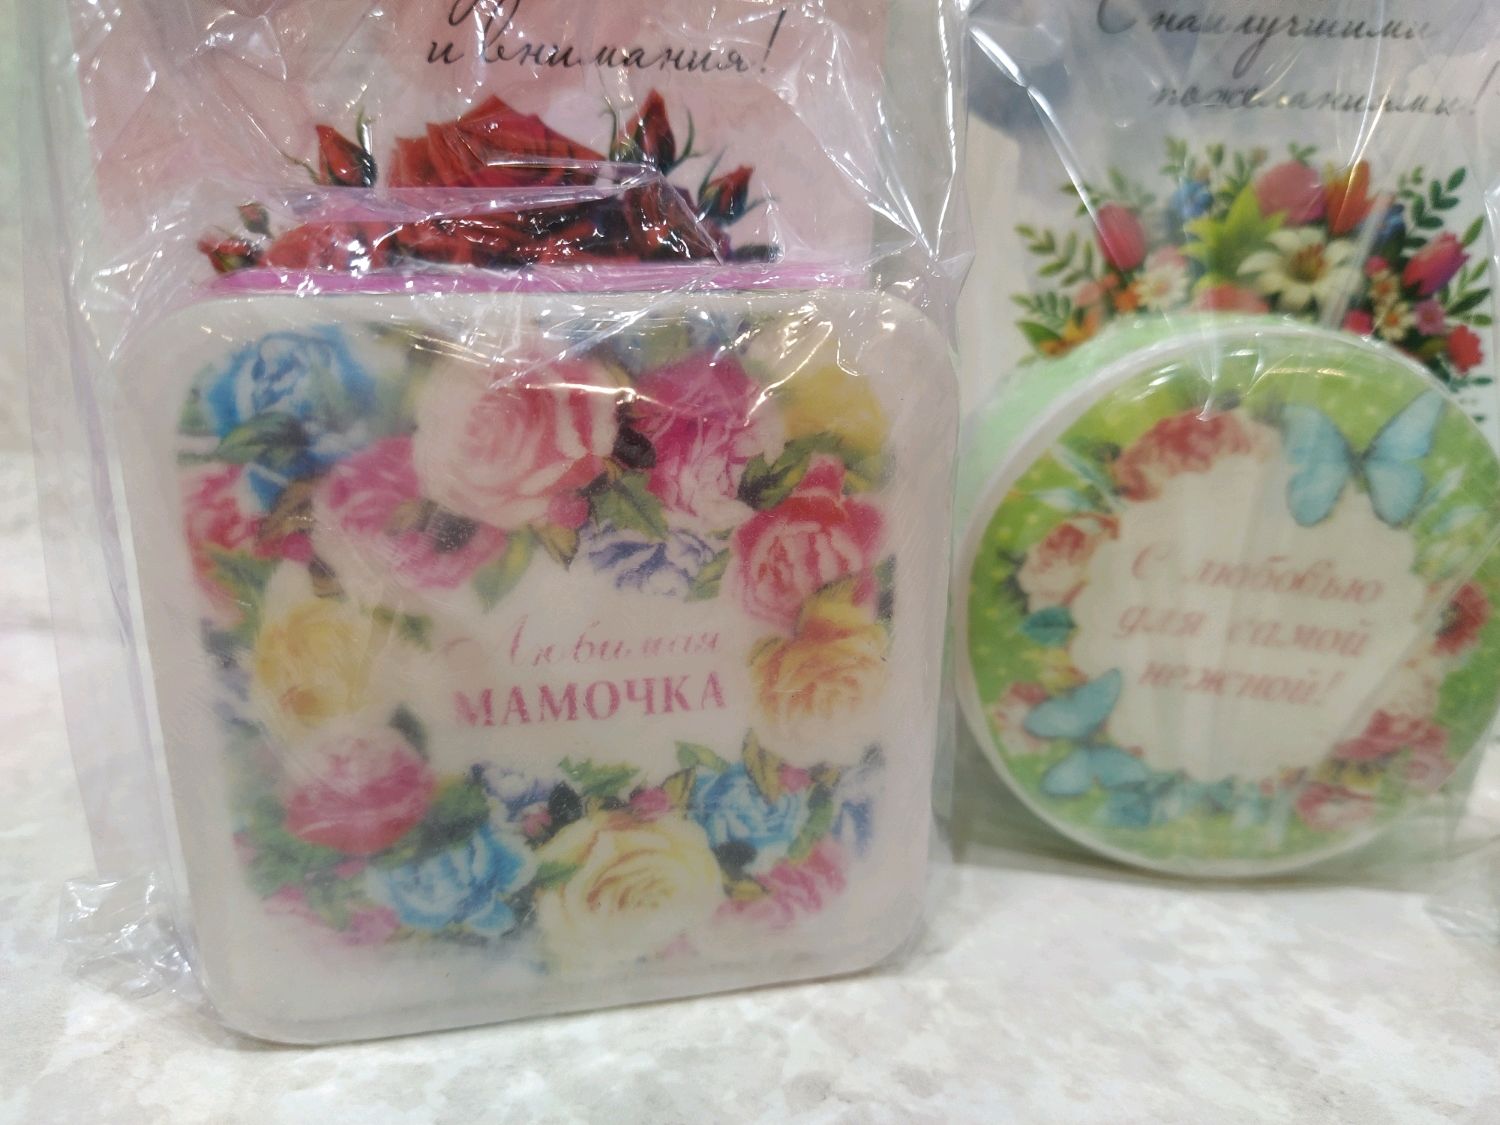 и внимания!
С наилучшими
пожеланиями!
Любимая
МАМОЧКА
С любовью
для самой
нежной!